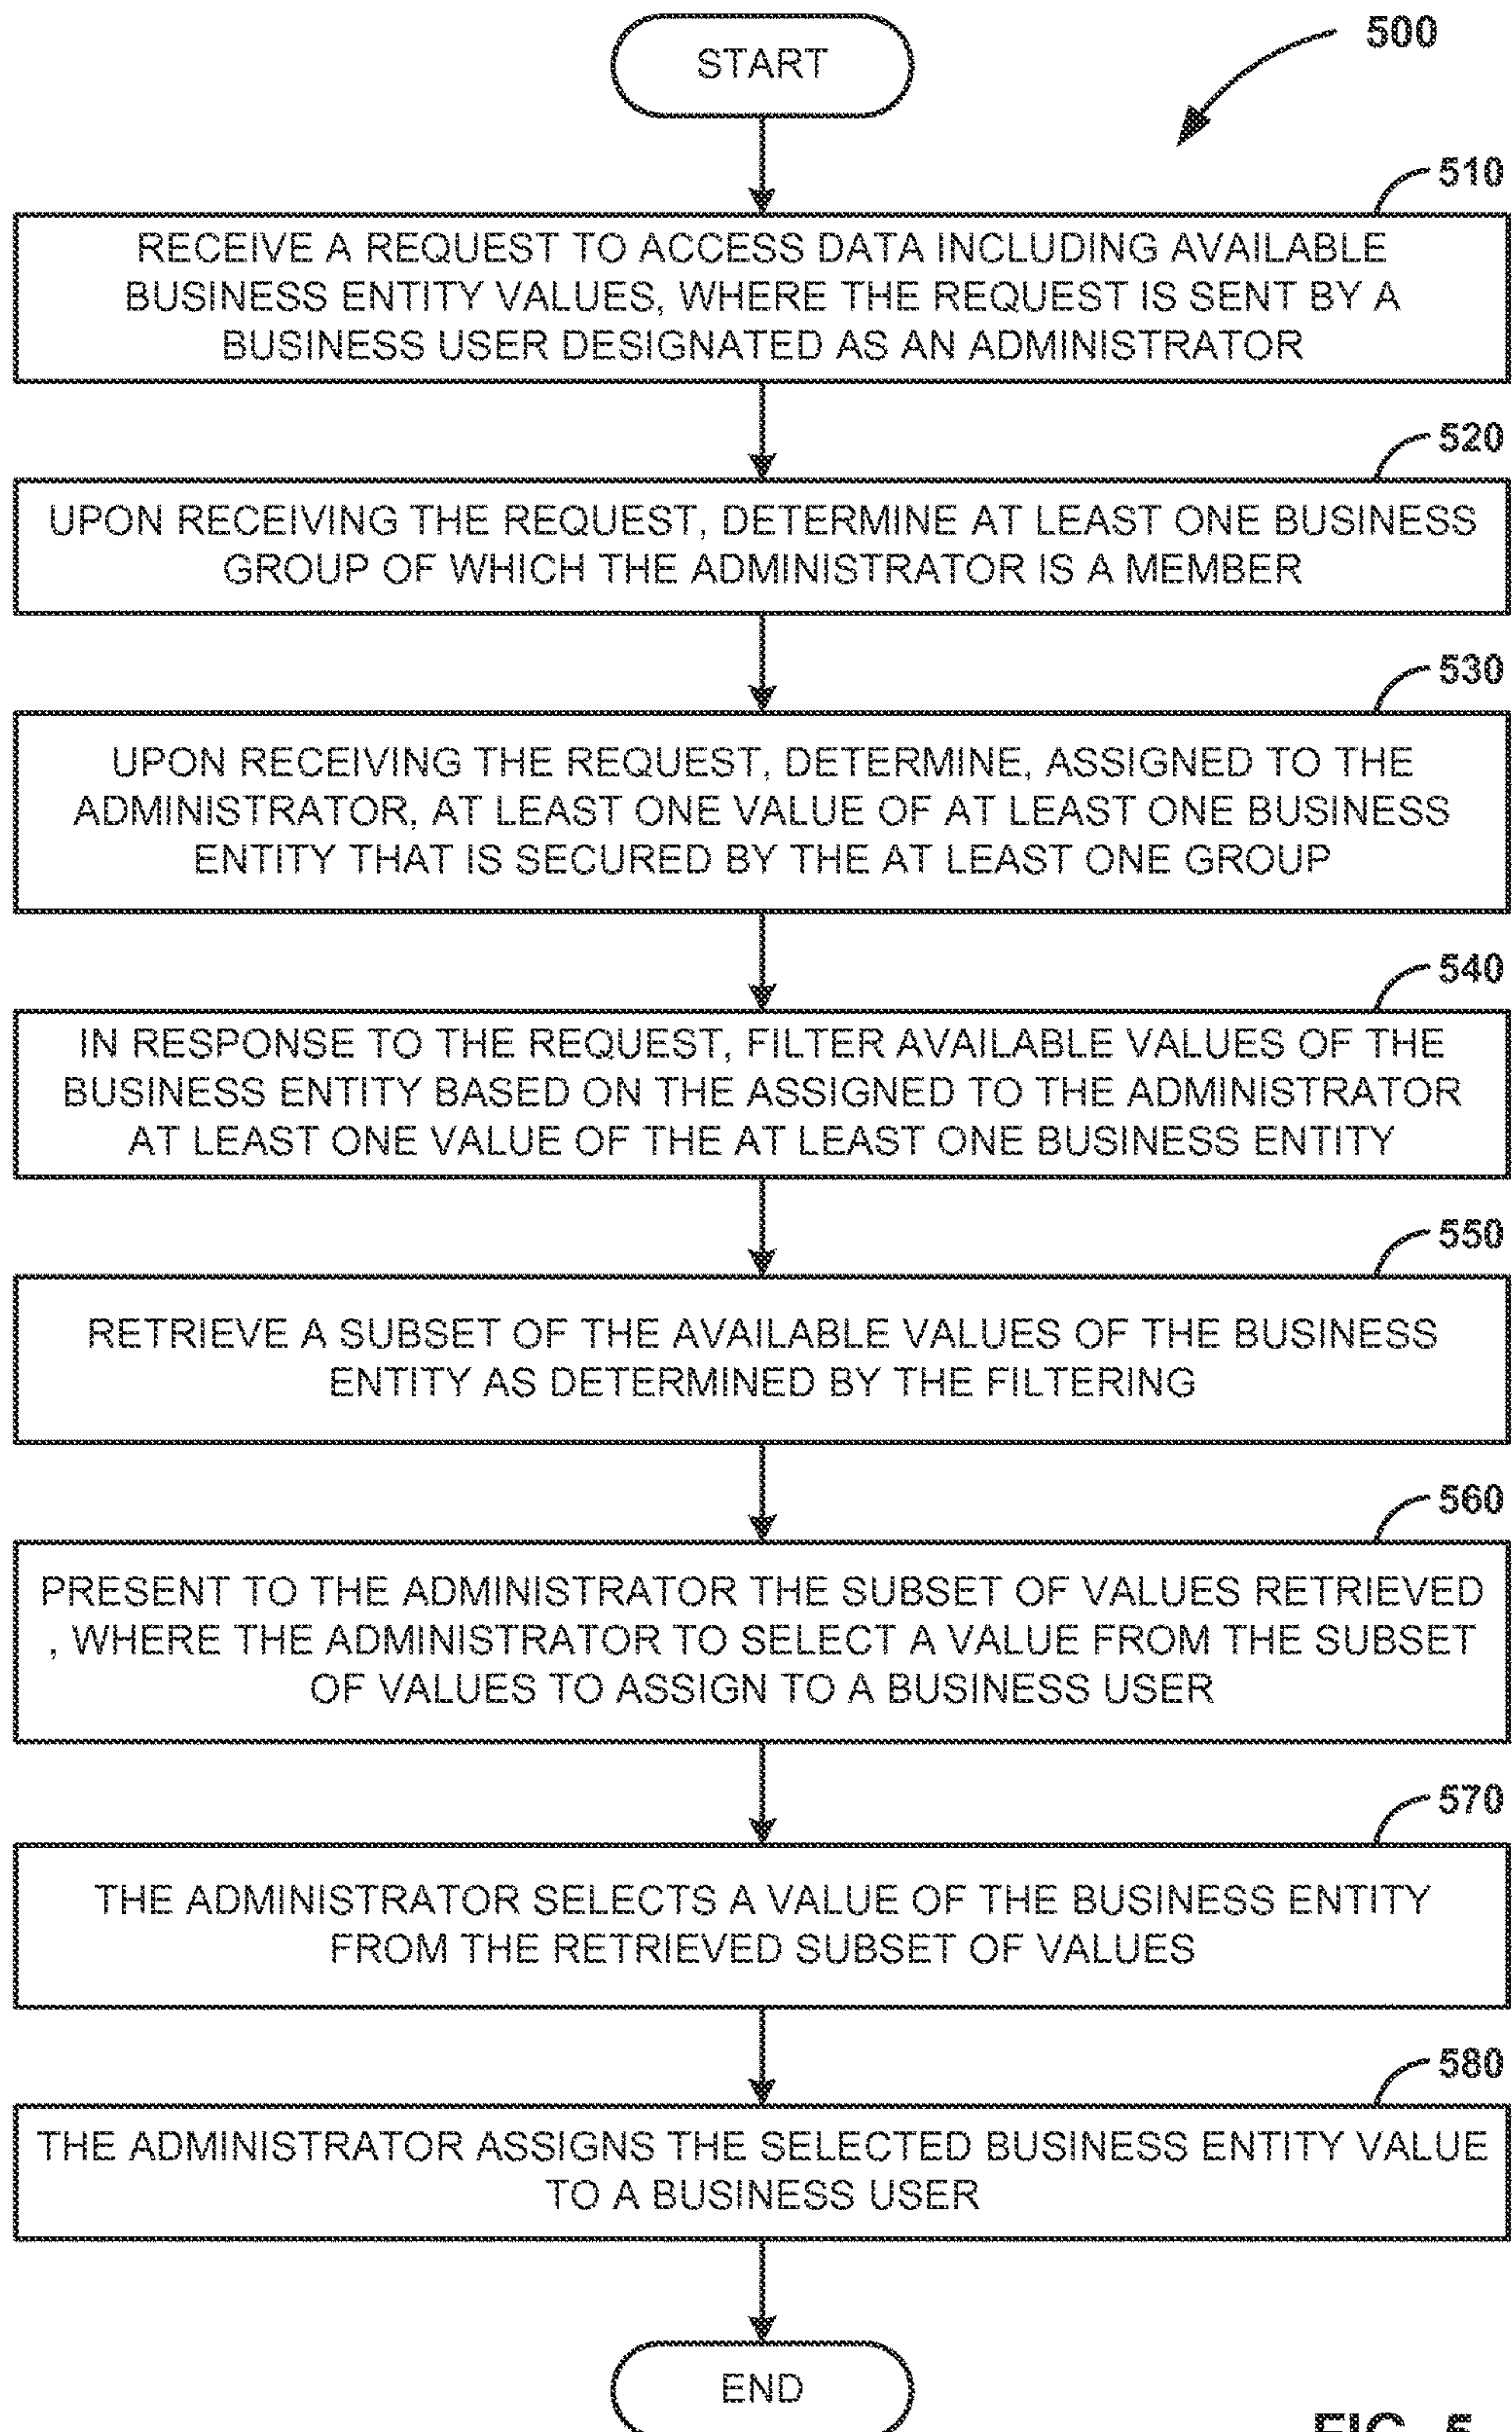 START
500
510
RECEIVE A REQUEST TO ACCESS DATA INCLUDING AVAILABLE
BUSINESS ENTITY VALUES, WHERE THE REQUEST IS SENT BY A
BUSINESS USER DESIGNATED AS AN ADMINISTRATOR
520
UPON RECEIVING THE REQUEST, DETERMINE AT LEAST ONE BUSINESS
GROUP OF WHICH THE ADMINISTRATOR IS A MEMBER
530
UPON RECEIVING THE REQUEST, DETERMINE, ASSIGNED TO THE
ADMINISTRATOR, AT LEAST ONE VALUE OF AT LEAST ONE BUSINESS
ENTITY THAT IS SECURED BY THE AT LEAST ONE GROUP
540
IN RESPONSE TO THE REQUEST, FILTER AVAILABLE VALUES OF THE
BUSINESS ENTITY BASED ON THE ASSIGNED TO THE ADMINISTRATOR
AT LEAST ONE VALUE OF THE AT LEAST ONE BUSINESS ENTITY
550
RETRIEVE A SUBSET OF THE AVAILABLE VALUES OF THE BUSINESS
ENTITY AS DETERMINED BY THE FILTERING
560
PRESENT TO THE ADMINISTRATOR THE SUBSET OF VALUES RETRIEVED
, WHERE THE ADMINISTRATOR TO SELECT A VALUE FROM THE SUBSET
OF VALUES TO ASSIGN TO A BUSINESS USER
570
THE ADMINISTRATOR SELECTS A VALUE OF THE BUSINESS ENTITY
FROM THE RETRIEVED SUBSET OF VALUES
580
THE ADMINISTRATOR ASSIGNS THE SELECTED BUSINESS ENTITY VALUE
TO A BUSINESS USER
END
FIG. 5